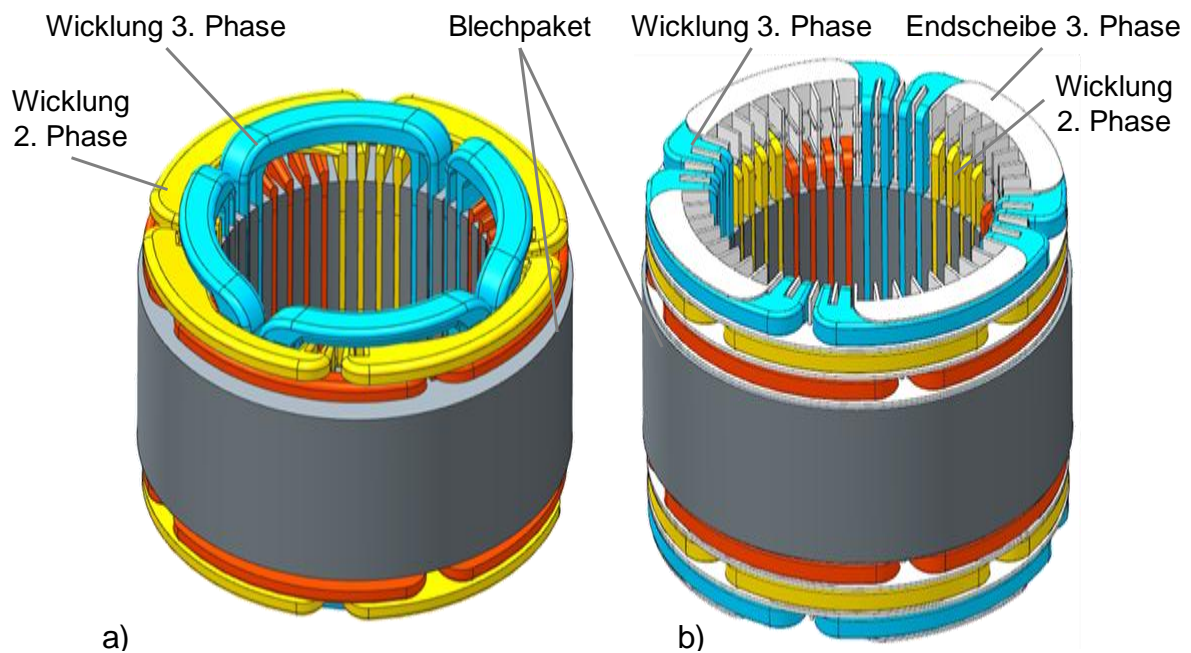 Wicklung 3. Phase
Blechpaket
Wicklung 3. Phase
Endscheibe 3. Phase
Wicklung
2. Phase
Wicklung
2. Phase
a)
b)